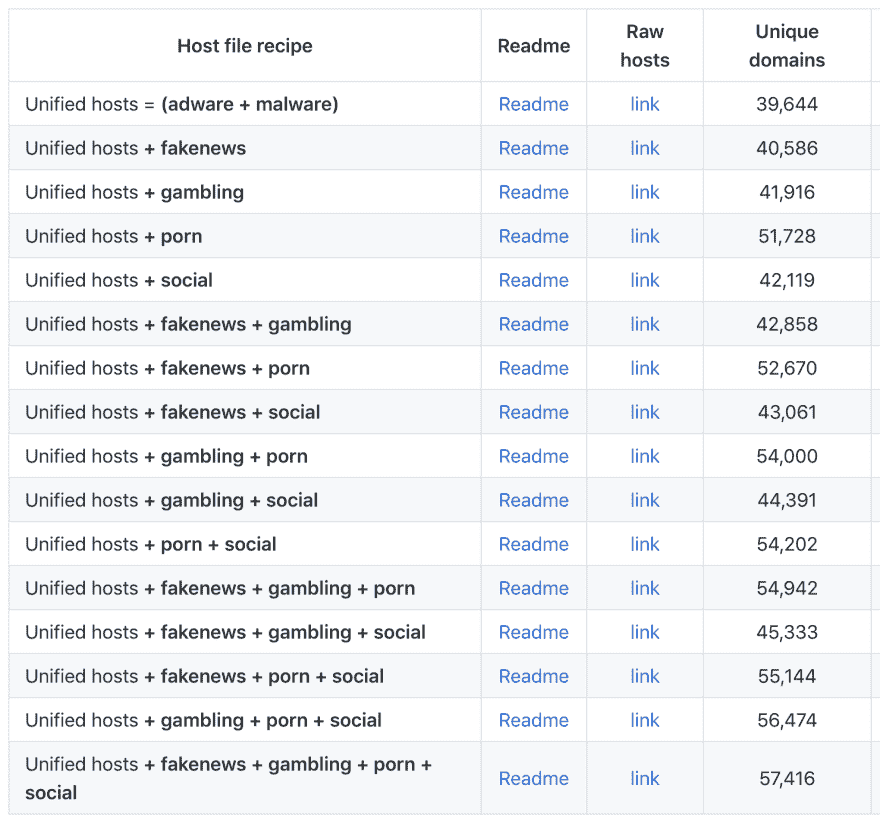 Host file recipe Readme Raw hosts Unique domains
Unified hosts = (adware + malware) Readme link 39,644
Unified hosts + fakenews Readme link 40,586
Unified hosts + gambling Readme link 41,916
Unified hosts + porn Readme link 51,728
Unified hosts + social Readme link 42,119
Unified hosts + fakenews + gambling Readme link 42,858
Unified hosts + fakenews + porn Readme link 52,670
Unified hosts + fakenews + social Readme link 43,061
Unified hosts + gambling + porn Readme link 54,000
Unified hosts + gambling + social Readme link 44,391
Unified hosts + porn + social Readme link 54,202
Unified hosts + fakenews + gambling + porn Readme link 54,942
Unified hosts + fakenews + gambling + social Readme link 45,333
Unified hosts + fakenews + porn + social Readme link 55,144
Unified hosts + gambling + porn + social Readme link 56,474
Unified hosts + fakenews + gambling + porn +
social Readme link 57,416